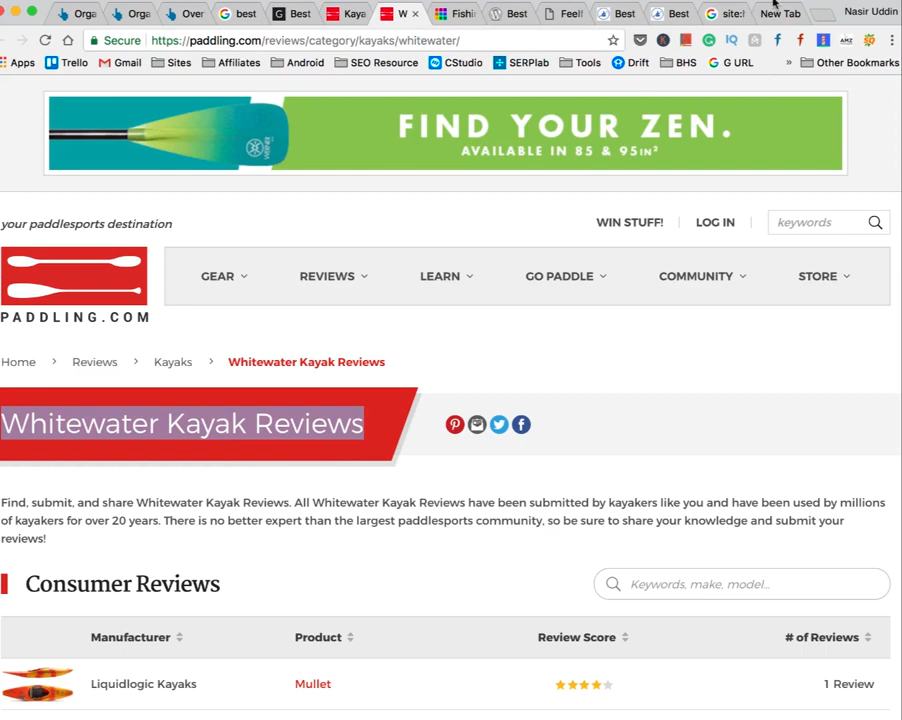 Orga Orga Over best Best Kaya W Fishi Best Feelf Best Best site:f New Tab Nasir Uddin
Secure https://paddling.com/reviews/category/kayaks/whitewater/
Apps Trello Gmail Sites Affiliates Android SEO Resource CStudio SERPlab Tools Drift BHS G URL » Other Bookmarks
FIND YOUR ZEN.
AVAILABLE IN 85 & 95IN²
WERNER
your paddlesports destination
WIN STUFF! LOG IN keywords
GEAR REVIEWS LEARN GO PADDLE COMMUNITY STORE
PADDLING.COM
Home > Reviews > Kayaks > Whitewater Kayak Reviews
Whitewater Kayak Reviews
Find, submit, and share Whitewater Kayak Reviews. All Whitewater Kayak Reviews have been submitted by kayakers like you and have been used by millions
of kayakers for over 20 years. There is no better expert than the largest paddlesports community, so be sure to share your knowledge and submit your
reviews!
Consumer Reviews
Keywords, make, model...
Manufacturer Product Review Score # of Reviews
Liquidlogic Kayaks Mullet 1 Review